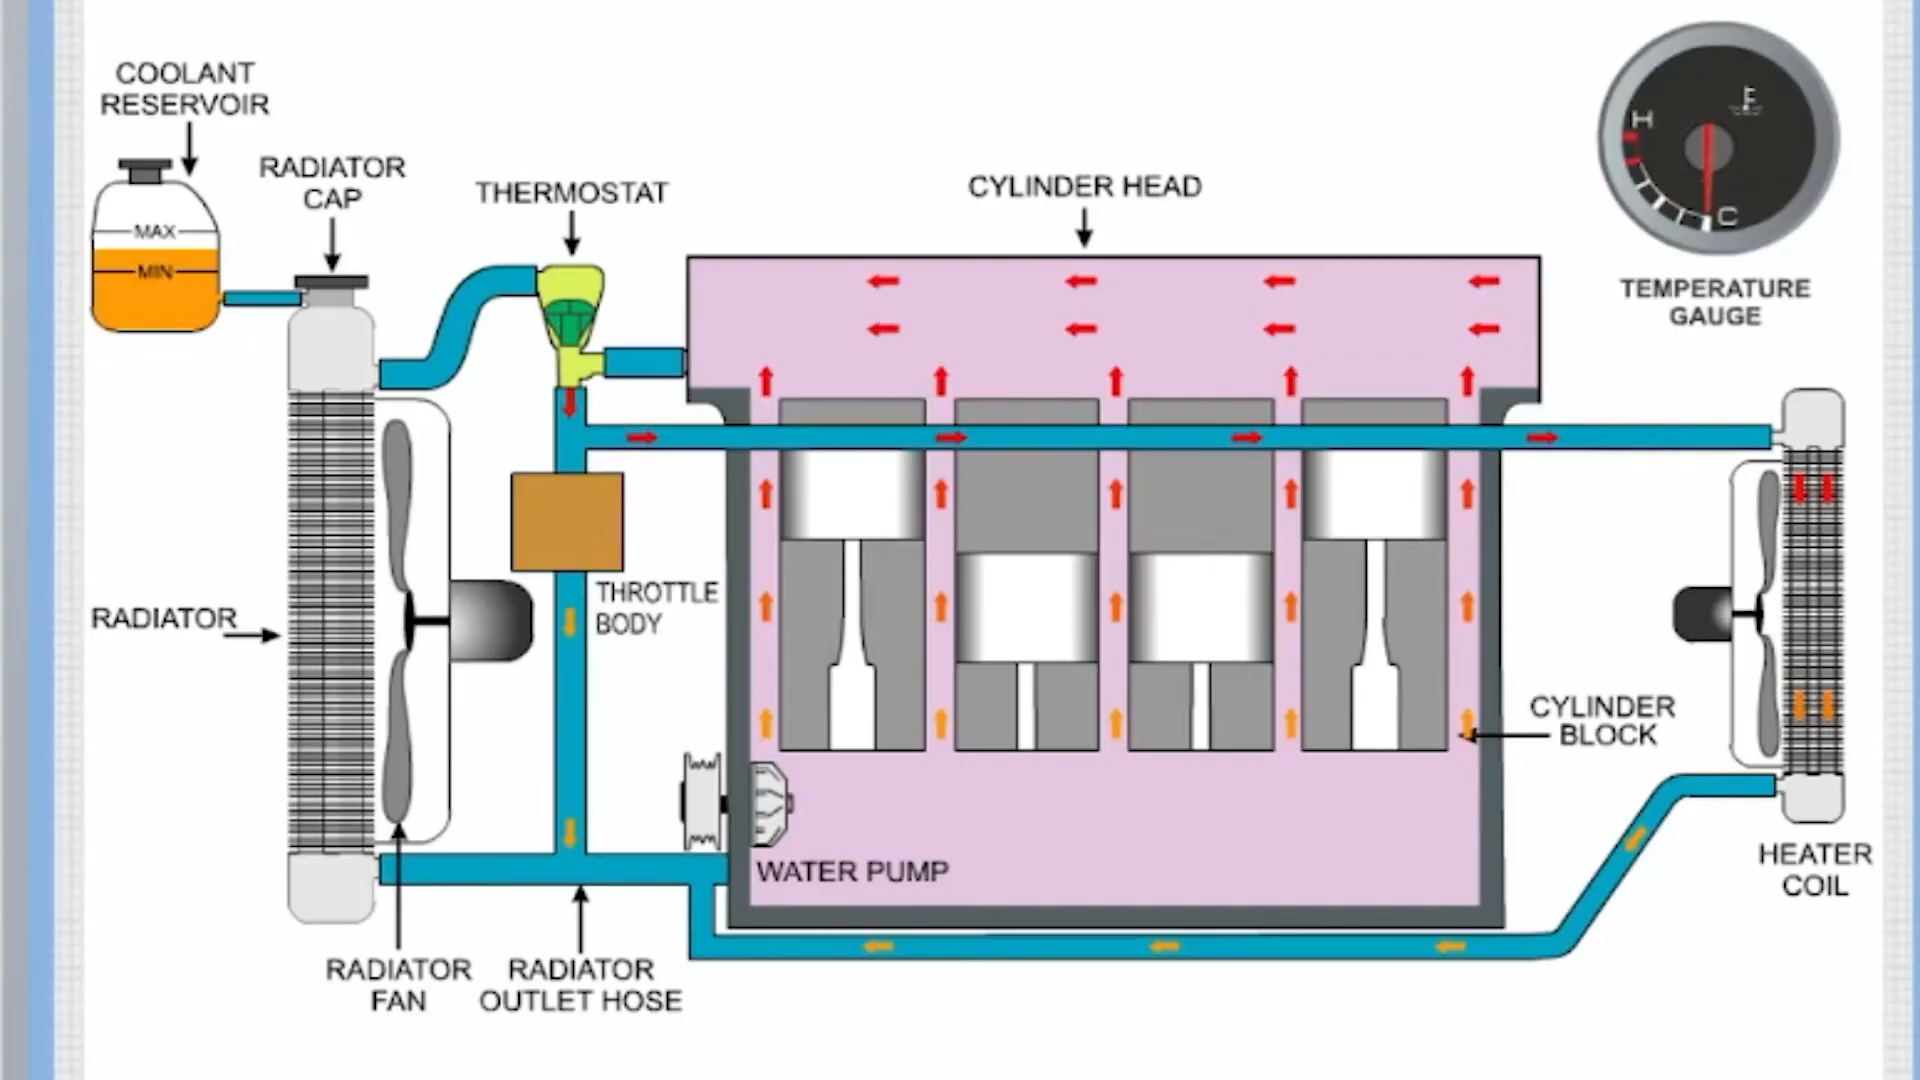 COOLANT
RESERVOIR
RADIATOR
CAP
THERMOSTAT
CYLINDER HEAD
H
C
TEMPERATURE
GAUGE
MAX
MIN
THROTTLE
BODY
RADIATOR
CYLINDER
BLOCK
WATER PUMP
HEATER
COIL
RADIATOR
FAN
RADIATOR
OUTLET HOSE